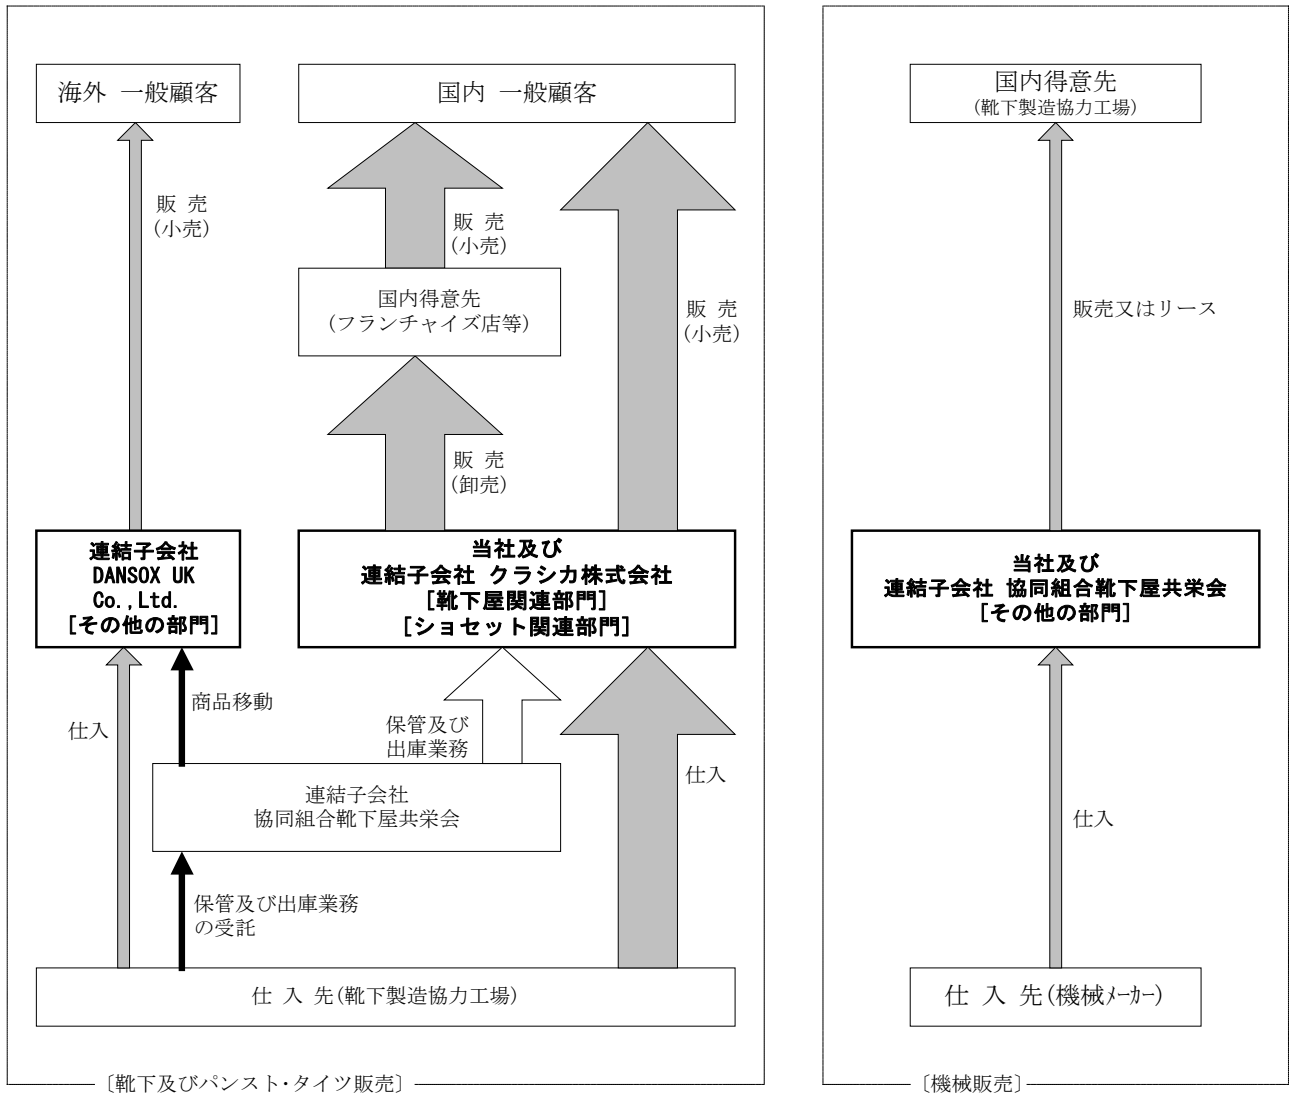 海外 一般顧客
国内 一般顧客
販 売
(小売)
販 売
(小売)
国内得意先
(フランチャイズ店等)
販 売
(小売)
販 売
(卸売)
連結子会社
DANSOX UK
Co.,Ltd.
[その他の部門]
当社及び
連結子会社 クラシカ株式会社
[靴下屋関連部門]
[ショセット関連部門]
商品移動
仕入
保管及び
出庫業務
仕入
連結子会社
協同組合靴下屋共栄会
保管及び出庫業務
の受託
仕 入 先(靴下製造協力工場)
〔靴下及びパンスト･タイツ販売〕
国内得意先
(靴下製造協力工場)
販売又はリース
当社及び
連結子会社 協同組合靴下屋共栄会
[その他の部門]
仕入
仕 入 先(機械ﾒｰｶｰ)
〔機械販売〕